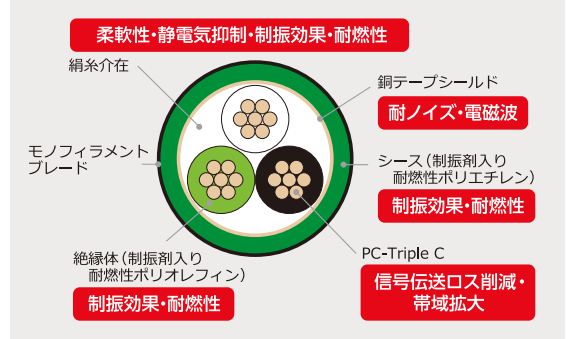 柔軟性・静電気抑制・制振効果・耐燃性
絹糸介在
銅テープシールド
耐ノイズ・電磁波
モノフィラメント
ブレード
シース（制振剤入り
耐燃性ポリエチレン）
制振効果・耐燃性
絶縁体（制振剤入り
耐燃性ポリオレフィン）
制振効果・耐燃性
PC-Triple C
信号伝送ロス削減・
帯域拡大